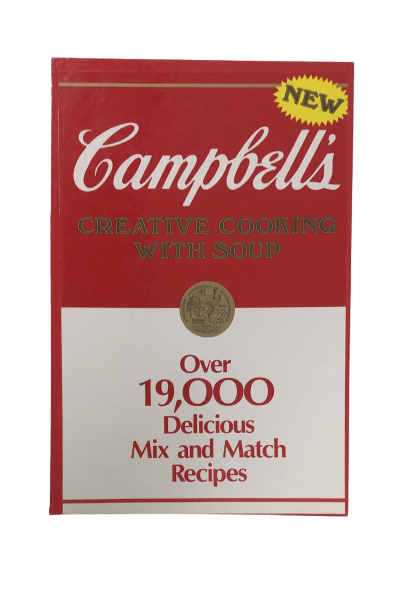 NEW
Campbell's
CREATIVE COOKING
WITH SOUP
Over
19,000
Delicious
Mix and Match
Recipes